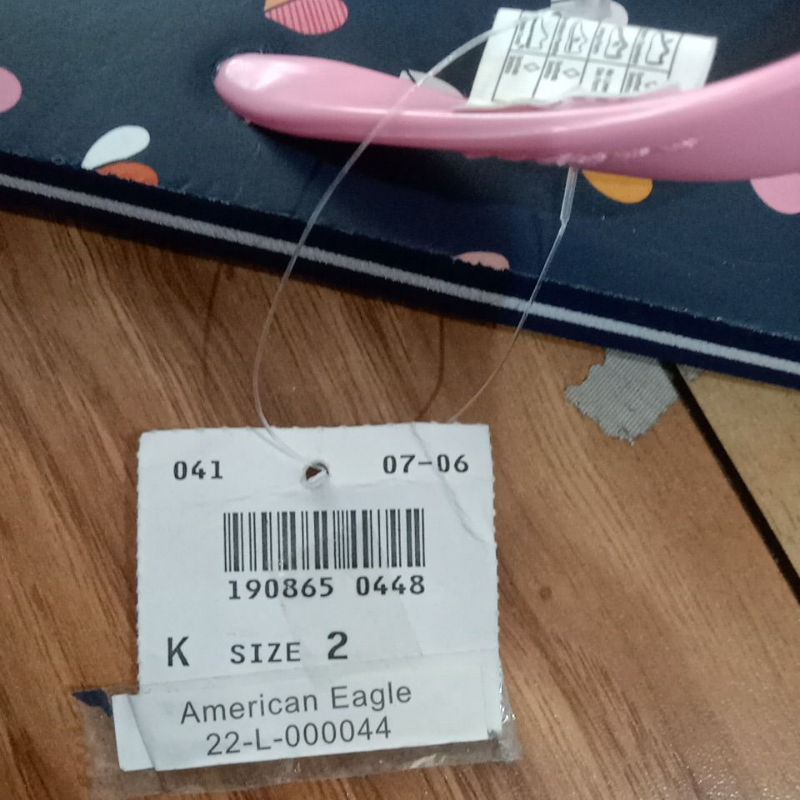 041 07-06
190865 0448
K SIZE 2
American Eagle
22-L-000044